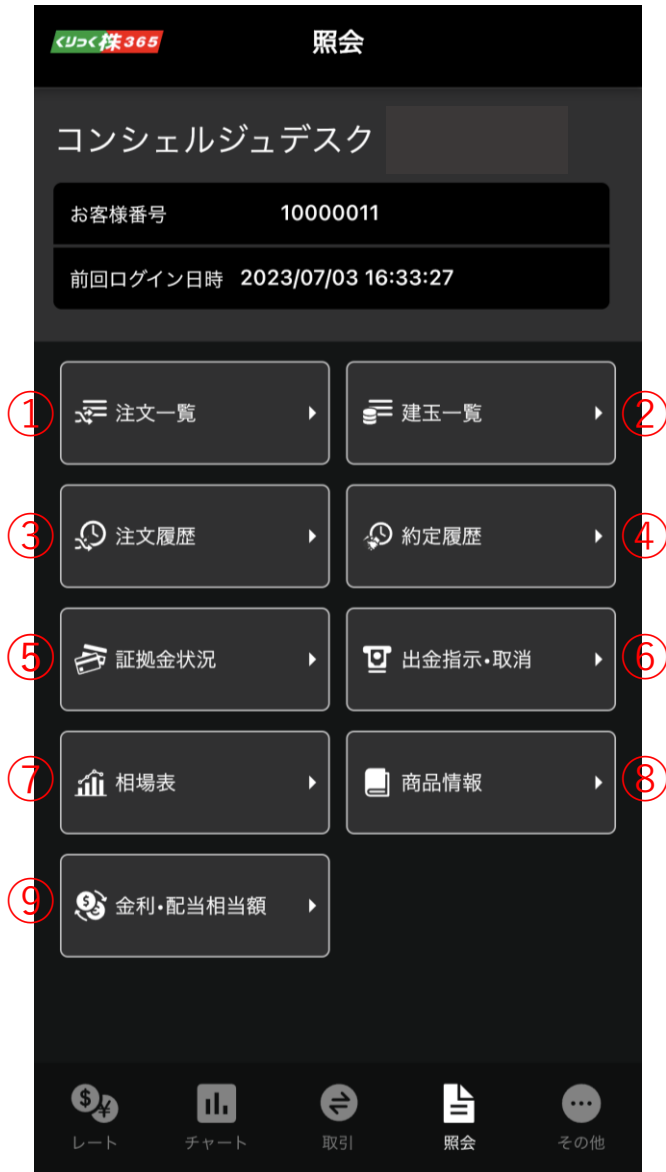 くりっく株365
照会
コンシェルジュデスク
お客様番号 10000011
前回ログイン日時 2023/07/03 16:33:27
① 注文一覧
② 建玉一覧
③ 注文履歴
④ 約定履歴
⑤ 証拠金状況
⑥ 出金指示・取消
⑦ 相場表
⑧ 商品情報
⑨ 金利・配当相当額
レート チャート 取引 照会 その他